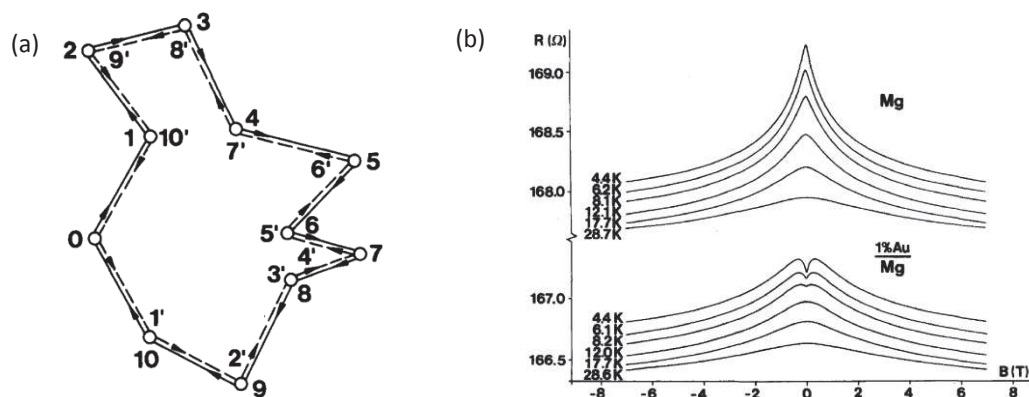 (a)
3
2
8'
9'
4
1 10'
7'
5
6'
6
5'
7
0
4'
3'
8
1'
10
2'
9
(b)
R (Ω)
169.0
Mg
168.5
4.4K
6.2K
168.0
8.1K
12.1K
17.7K
28.7K
1%Au
Mg
167.0
4.4K
6.1K
8.2K
12.0K
17.7K
166.5
28.6K
B(T)
-8 -6 -4 -2 0 2 4 6 8